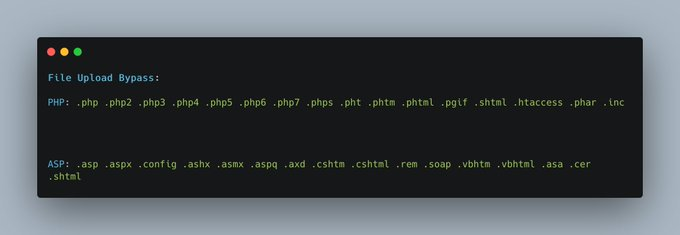 File Upload Bypass:
PHP: .php .php2 .php3 .php4 .php5 .php6 .php7 .phps .pht .phtm .phtml .pgif .shtml .htaccess .phar .inc
ASP: .asp .aspx .config .ashx .asmx .aspq .axd .cshtm .cshtml .rem .soap .vbhtm .vbhtml .asa .cer
.shtml